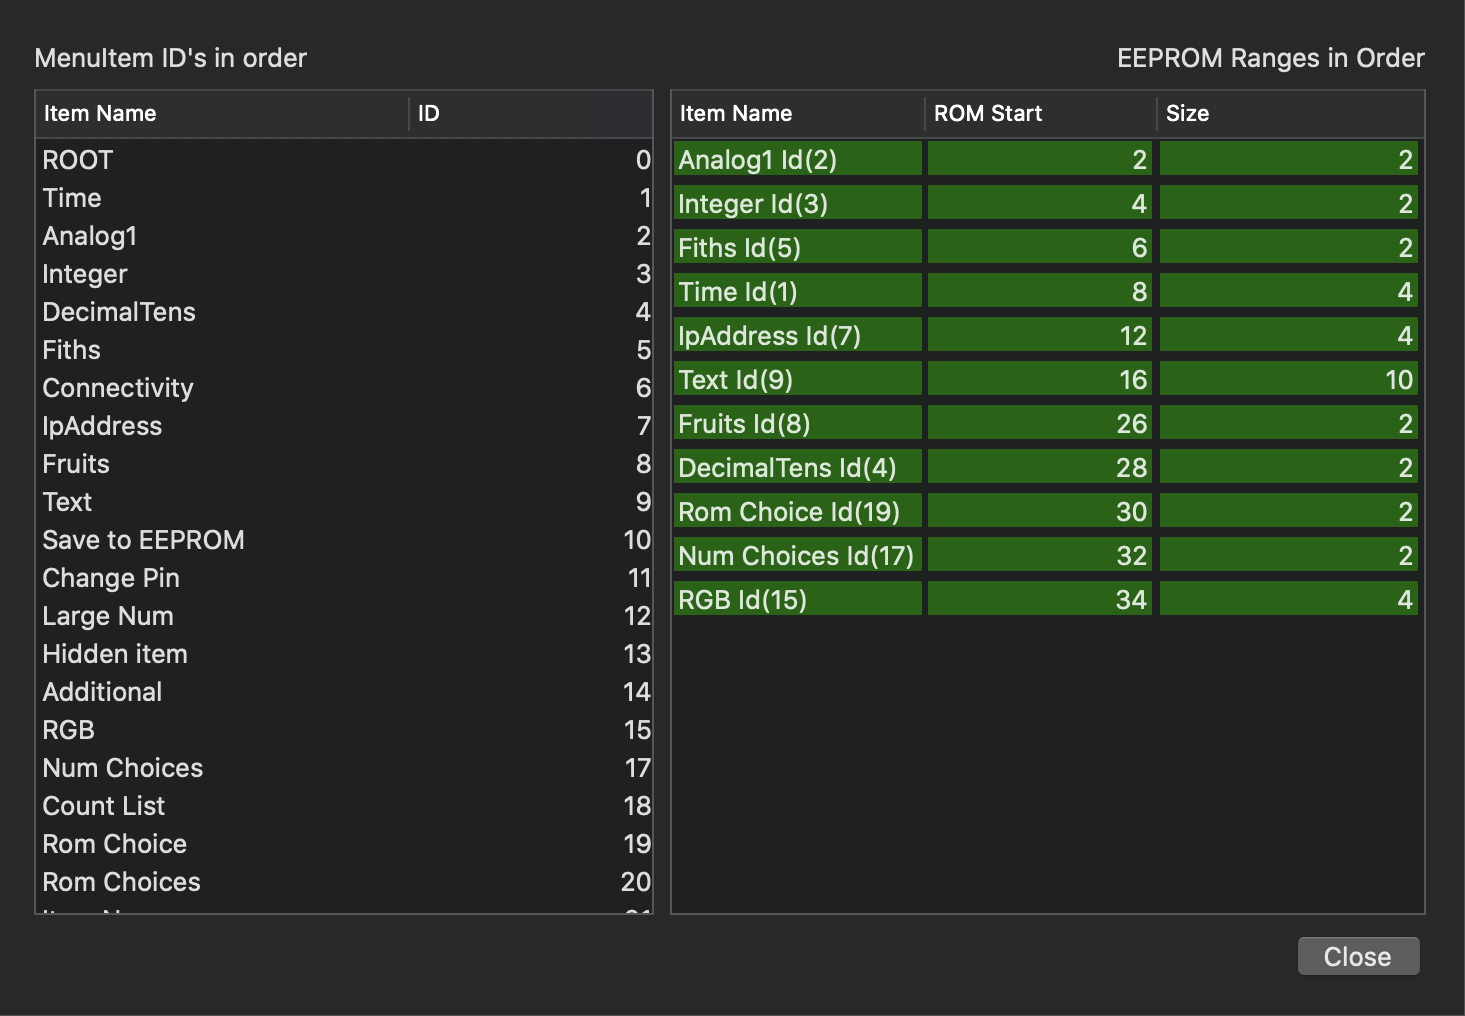 MenuItem ID's in order
EEPROM Ranges in Order
Item Name ID
ROOT 0
Time 1
Analog1 2
Integer 3
DecimalTens 4
Fiths 5
Connectivity 6
IpAddress 7
Fruits 8
Text 9
Save to EEPROM 10
Change Pin 11
Large Num 12
Hidden item 13
Additional 14
RGB 15
Num Choices 17
Count List 18
Rom Choice 19
Rom Choices 20
Item Name ROM Start Size
Analog1 Id(2) 2 2
Integer Id(3) 4 2
Fiths Id(5) 6 2
Time Id(1) 8 4
IpAddress Id(7) 12 4
Text Id(9) 16 10
Fruits Id(8) 26 2
DecimalTens Id(4) 28 2
Rom Choice Id(19) 30 2
Num Choices Id(17) 32 2
RGB Id(15) 34 4
Close